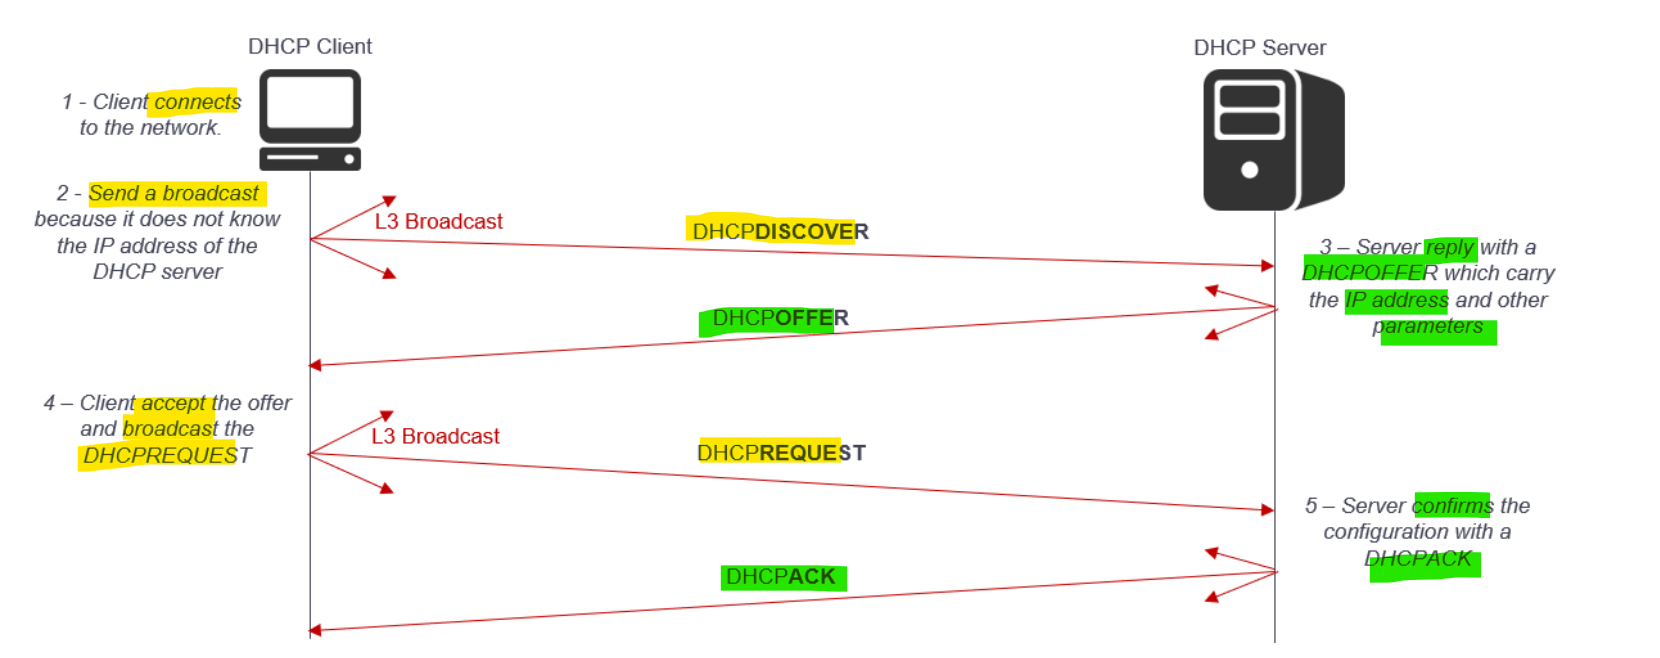 DHCP Client
DHCP Server
1 - Client connects
to the network.
2 - Send a broadcast
because it does not know
the IP address of the
DHCP server
L3 Broadcast
DHCPDISCOVER
3 – Server reply with a
DHCPOFFER which carry
the IP address and other
parameters
DHCPOFFER
4 – Client accept the offer
and broadcast the
DHCPREQUEST
L3 Broadcast
DHCPREQUEST
5 – Server confirms the
configuration with a
DHCPACK
DHCPACK